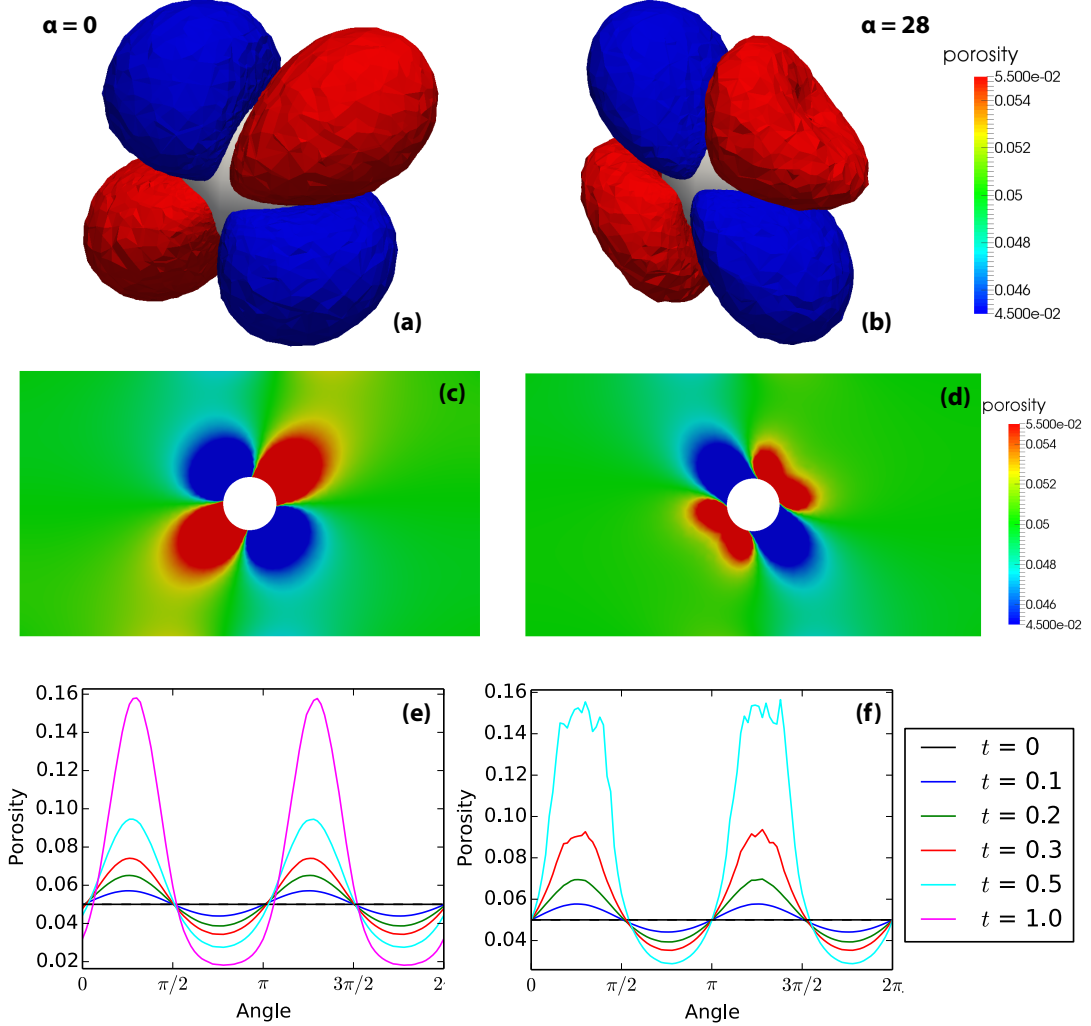 α = 0
α = 28
porosity
5.500e-02
0.054
0.052
0.05
0.048
0.046
4.500e-02
(a)
(b)
(c)
(d)
porosity
5.500e-02
0.054
0.052
0.05
0.048
0.046
4.500e-02
(e)
0.16
0.14
0.12
0.10
0.08
0.06
0.04
0.02
Porosity
0
π/2
π
3π/2
2
Angle
(f)
0.16
0.14
0.12
0.10
0.08
0.06
0.04
Porosity
0
π/2
π
3π/2
2π
Angle
t = 0
t = 0.1
t = 0.2
t = 0.3
t = 0.5
t = 1.0